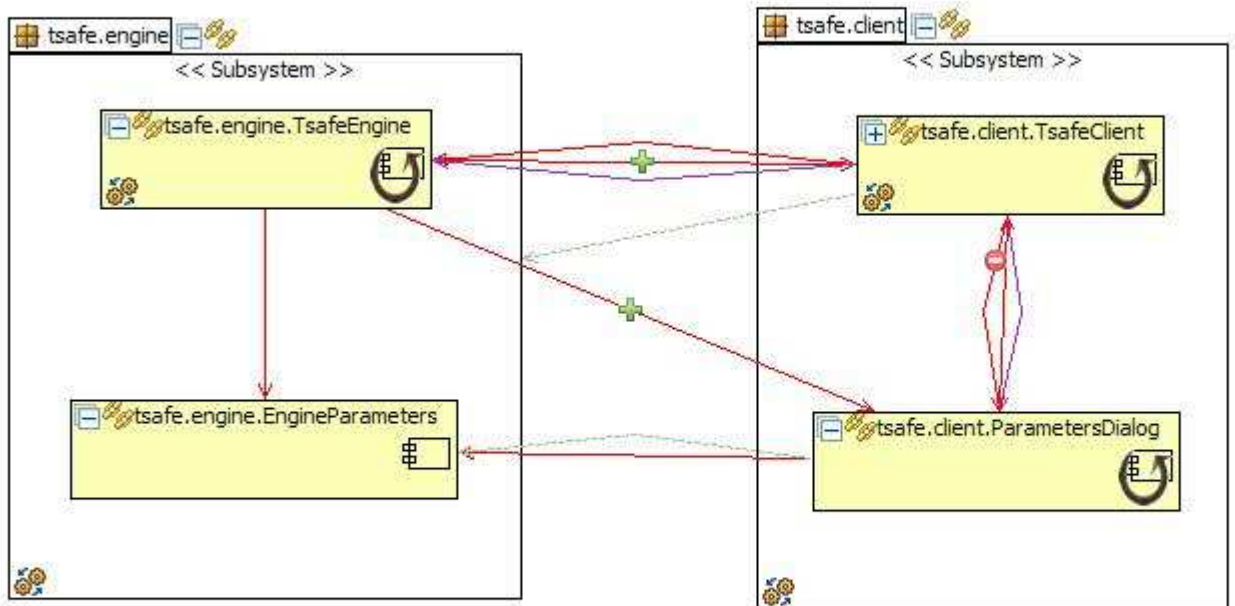 tsafe.engine
<< Subsystem >>
tsafe.engine.TsafeEngine
tsafe.engine.EngineParameters
tsafe.client
<< Subsystem >>
tsafe.client.TsafeClient
tsafe.client.ParametersDialog